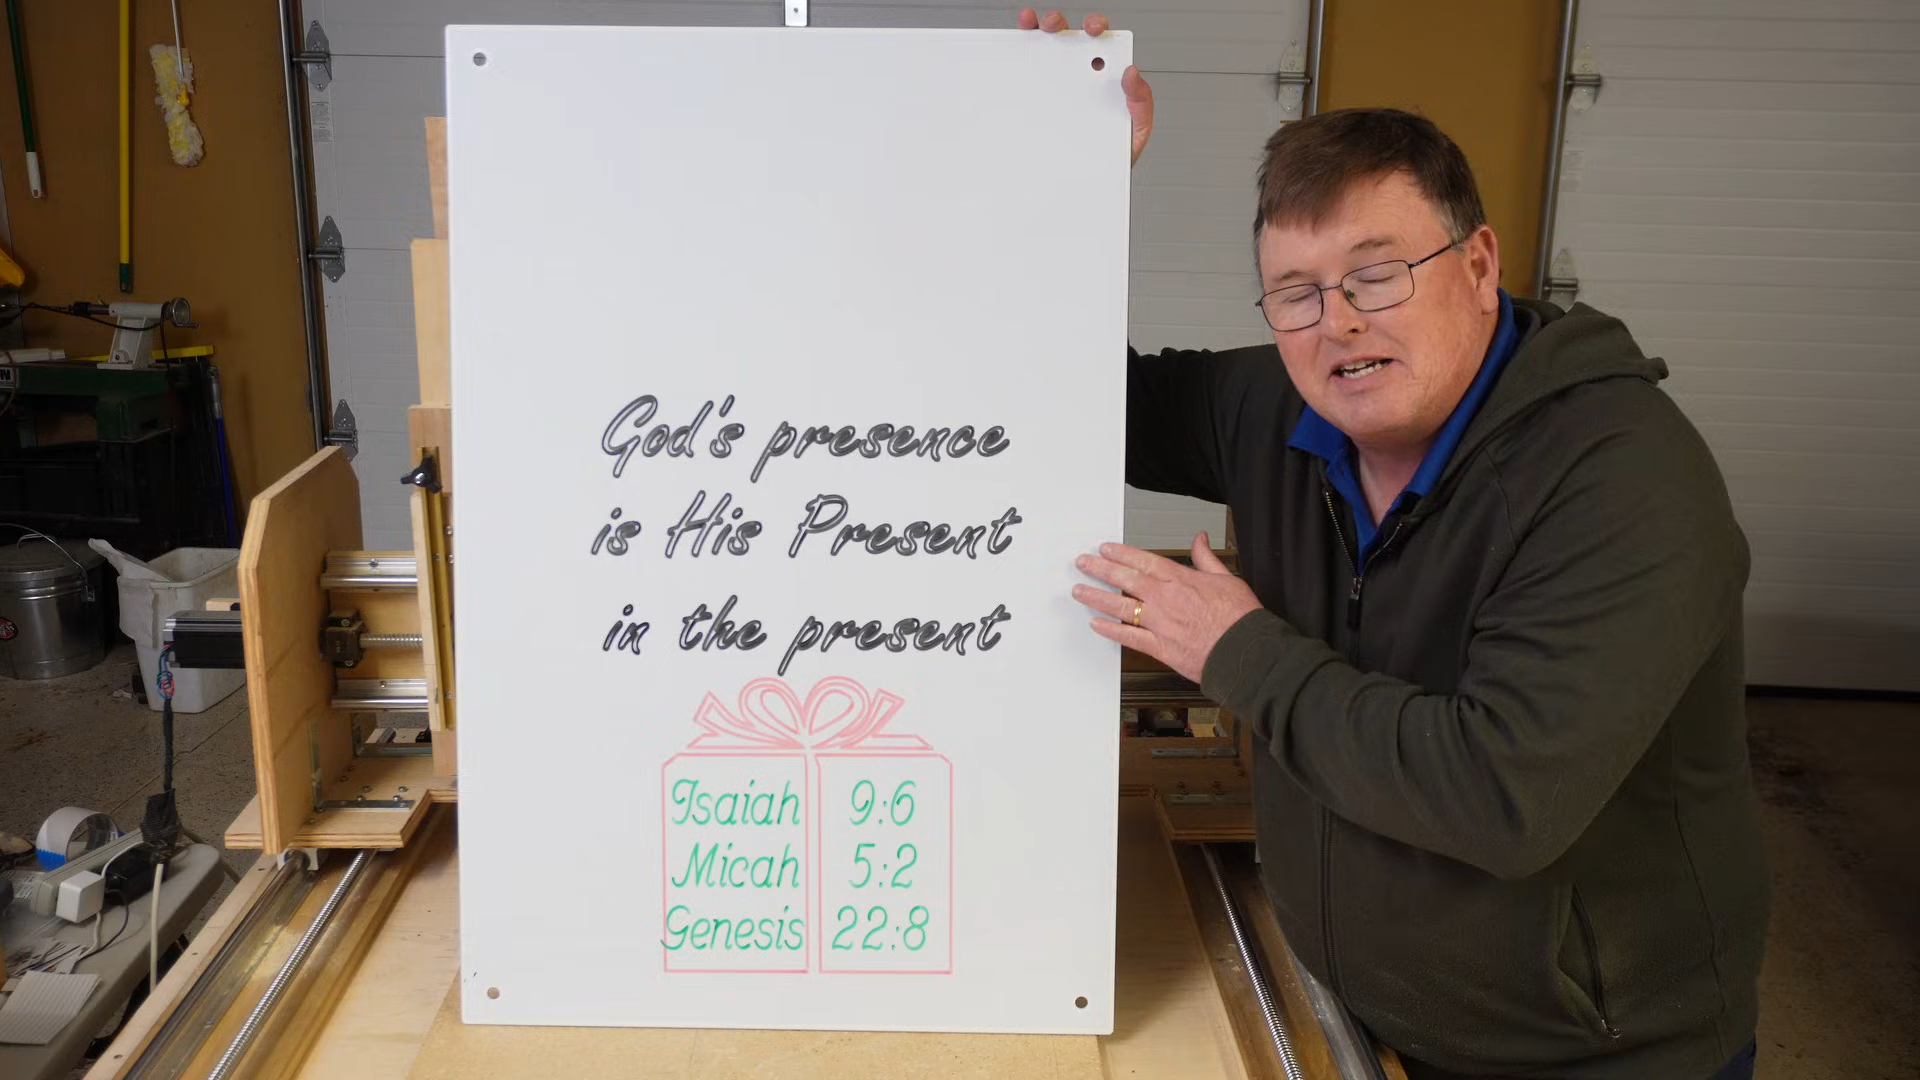 God's presence
is His Present
in the present
Isaiah 9:6
Micah 5:2
Genesis 22:8